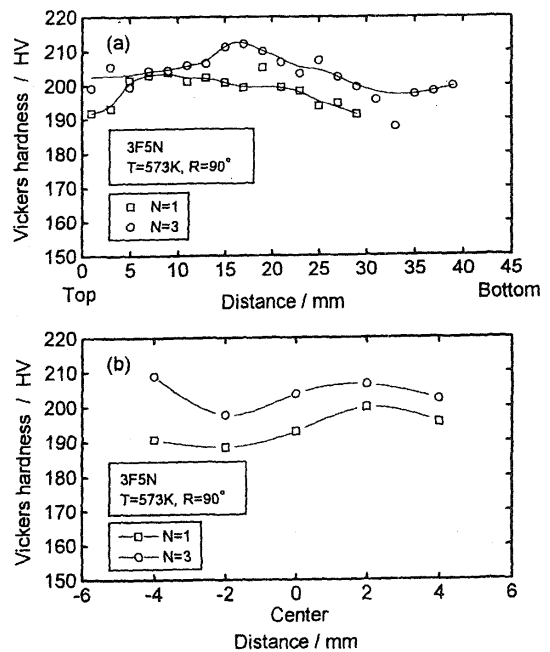 (a)
220
210
200
190
180
170
160
150
Vickers hardness / HV
3F5N
T=573K, R=90°
N=1
N=3
0 5 10 15 20 25 30 35 40 45
Top Distance / mm Bottom
(b)
220
210
200
190
180
170
160
150
Vickers hardness / HV
3F5N
T=573K, R=90°
N=1
N=3
-6 -4 -2 0 2 4 6
Center
Distance / mm